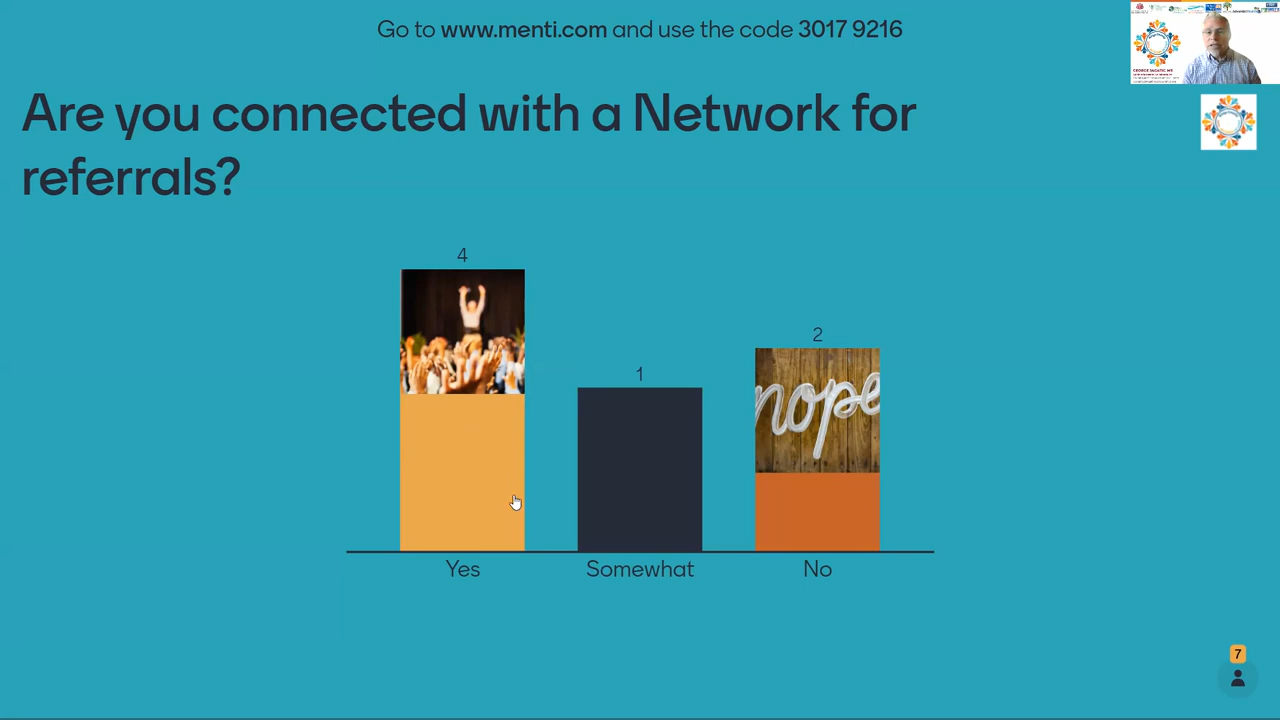 Go to www.menti.com and use the code 3017 9216
Are you connected with a Network for
referrals?
4
1
2
nope
Yes
Somewhat
No
7